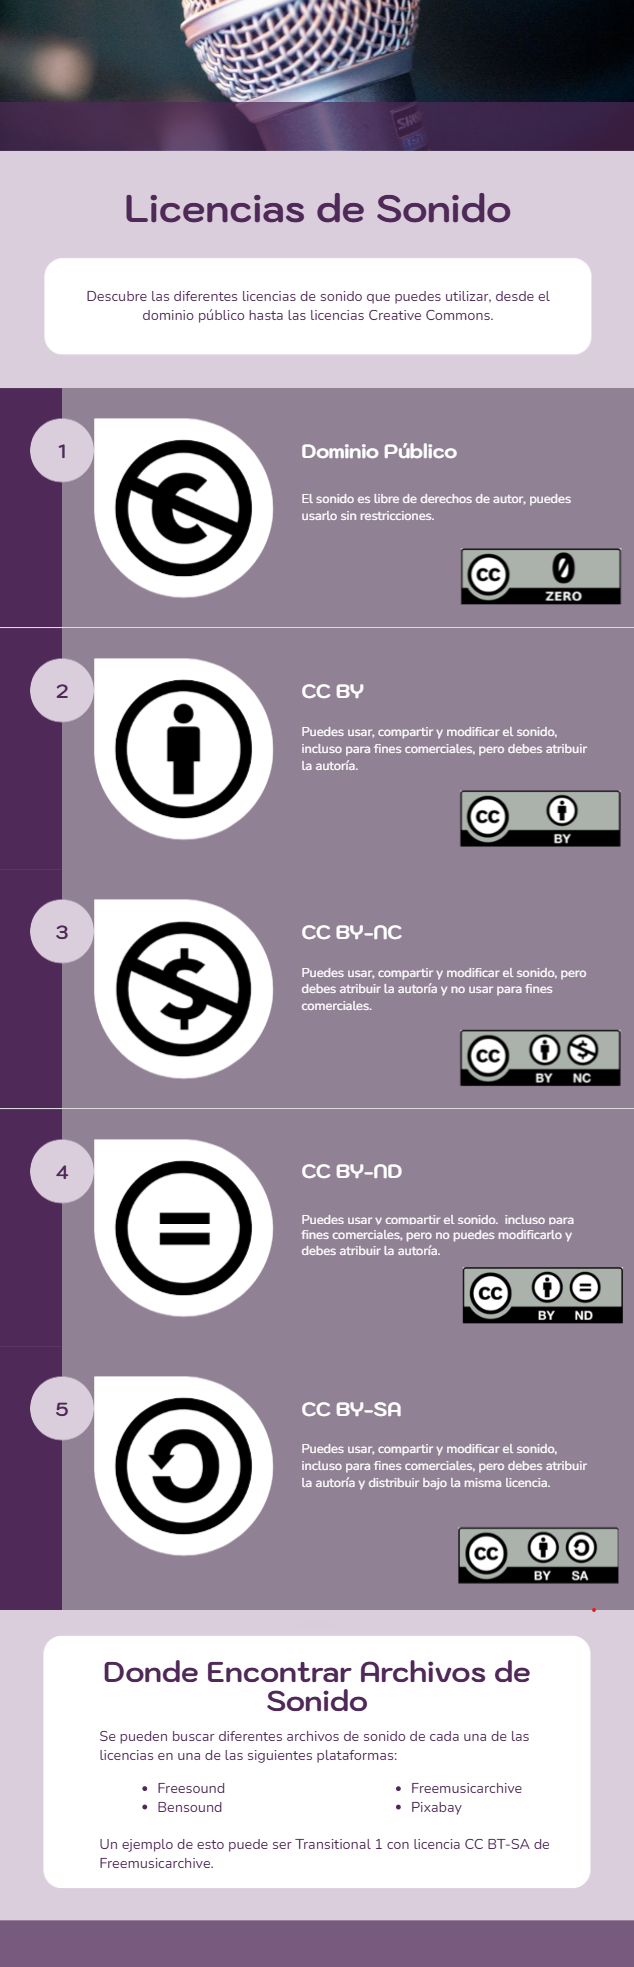 SHURE
Licencias de Sonido
Descubre las diferentes licencias de sonido que puedes utilizar, desde el
dominio público hasta las licencias Creative Commons.
1
Dominio Público
El sonido es libre de derechos de autor, puedes
usarlo sin restricciones.
cc 0
ZERO
2
CC BY
Puedes usar, compartir y modificar el sonido,
incluso para fines comerciales, pero debes atribuir
la autoría.
cc
BY
3
CC BY-NC
Puedes usar, compartir y modificar el sonido, pero
debes atribuir la autoría y no usar para fines
comerciales.
cc $
BY NC
4
CC BY-ND
Puedes usar y compartir el sonido, incluso para
fines comerciales, pero no puedes modificarlo y
debes atribuir la autoría.
cc =
BY ND
5
CC BY-SA
Puedes usar, compartir y modificar el sonido,
incluso para fines comerciales, pero debes atribuir
la autoría y distribuir bajo la misma licencia.
cc
BY SA
Donde Encontrar Archivos de
Sonido
Se pueden buscar diferentes archivos de sonido de cada una de las
licencias en una de las siguientes plataformas:
• Freesound
• Bensound
• Freemusicarchive
• Pixabay
Un ejemplo de esto puede ser Transitional 1 con licencia CC BT-SA de
Freemusicarchive.